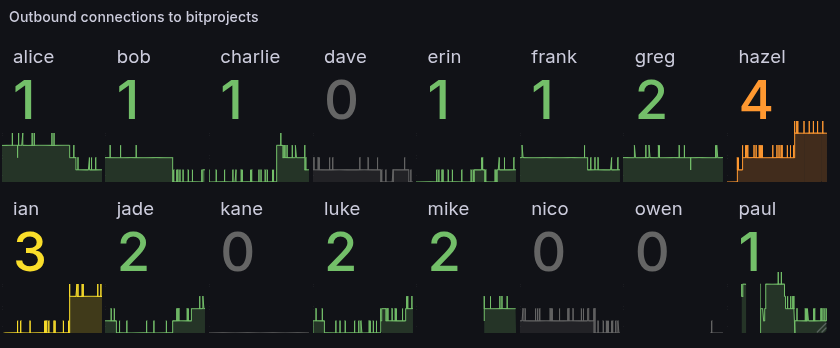 Outbound connections to bitprojects
alice bob charlie dave erin frank greg hazel
1 1 1 0 1 1 2 4
ian jade kane luke mike nico owen paul
3 2 0 2 2 0 0 1